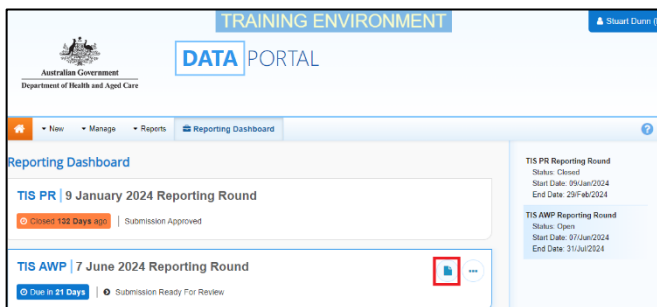 TRAINING ENVIRONMENT
Stuart Dunn (
Australian Government
Department of Health and Aged Care
DATA PORTAL
New Manage Reports Reporting Dashboard
Reporting Dashboard
TIS PR | 9 January 2024 Reporting Round
Closed 132 Days ago | Submission Approved
TIS AWP | 7 June 2024 Reporting Round
Due in 21 Days | Submission Ready For Review
TIS PR Reporting Round
Status: Closed
Start Date: 09/Jan/2024
End Date: 29/Feb/2024
TIS AWP Reporting Round
Status: Open
Start Date: 07/Jun/2024
End Date: 31/Jul/2024